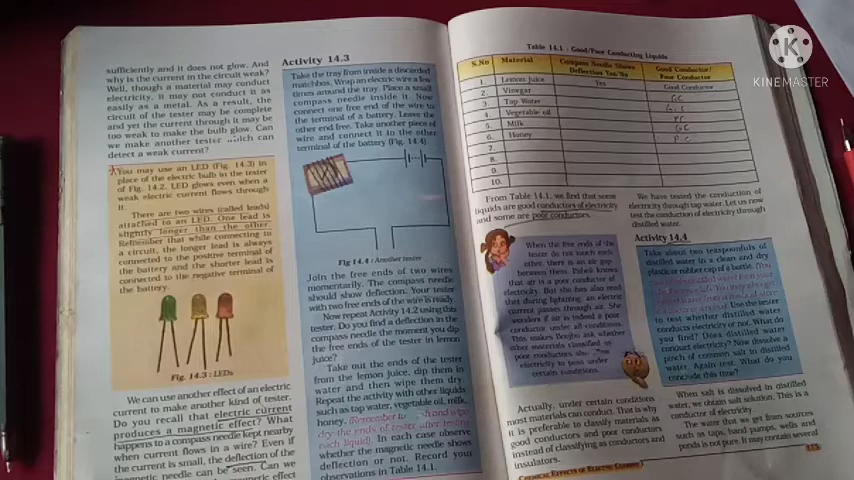 sufficiently and it does not glow. And
why is the current in the circuit weak?
Well, though a material may conduct
electricity, it may not conduct it as
easily as a metal. As a result, the
circuit of the tester may be complete
and yet the current through it may be
too weak to make the bulb glow. Can
we make another tester which can
detect a weak current?
You may use an LED (Fig. 14.3) in
place of the electric bulb in the tester
of Fig. 14.2. LED glows even when a
weak electric current flows through
it.
There are two wires (called leads)
attached to an LED. One lead is
slightly longer than the other.
Remember that while connecting in
a circuit, the longer lead is always
connected to the positive terminal of
the battery and the shorter lead is
connected to the negative terminal of
the battery.
Fig. 14.3 : LEDs
We can use another effect of an electric
current to make another kind of tester.
Do you recall that electric current
produces a magnetic effect? What
happens to a compass needle kept nearby
when current flows in a wire? Even if
the current is small, the deflection of the
magnetic needle can be seen. Can we
magnetic effect
Activity 14.3
Take the tray from inside a discarded
matchbox. Wrap an electric wire a few
times around the tray. Place a small
compass needle inside it. Now
connect one free end of the wire to
the terminal of a battery. Leave the
other end free. Take another piece of
wire and connect it to the other
terminal of the battery (Fig. 14.4)
Fig 14.4 : Another tester
Join the free ends of two wires
momentarily. The compass needle
should show deflection. Your tester
with two free ends of the wire is ready.
Now repeat Activity 14.2 using this
tester. Do you find a deflection in the
compass needle the moment you dip
the free ends of the tester in lemon
juice?
Take out the ends of the tester
from the lemon juice, dip them in
water and then wipe them dry.
Repeat the activity with other liquids
such as tap water, vegetable oil, milk,
honey. (Remember to wash and wipe
dry the ends of tester after testing
each liquid). In each case observe
whether the magnetic needle shows
deflection or not. Record your
observations in Table 14.1.
Table 14.1 : Good/Poor Conducting Liquids
S.No Material Compass Needle Shows Good Conductor/
Deflection Yes/No Poor Conductor
1. Lemon juice Yes Good Conductor
2. Vinegar GC
3. Tap Water G.C
4. Vegetable oil PC
5. Milk GC
6. Honey P.C
7.
8.
9.
10.
From Table 14.1, we find that some
liquids are good conductors of electricity
and some are poor conductors.
When the free ends of the
tester do not touch each
other, there is an air gap
between them. Paheli knows
that air is a poor conductor of
electricity. But she has also read
that during lightning, an electric
current passes through air. She
wonders if air is indeed a poor
conductor under all conditions.
This makes Boojho ask whether
other materials classified as
poor conductors also
electricity to pass under
certain conditions.
Actually, under certain conditions
most materials can conduct. That is why
it is preferable to classify materials as
good conductors and poor conductors
instead of classifying as conductors and
insulators.
We have tested the conduction of
electricity through tap water. Let us now
test the conduction of electricity through
distilled water.
Activity 14.4
Take about two teaspoonfuls of
distilled water in a clean and dry
plastic or rubber cap of a bottle. (You
Use the tester
to test whether distilled water
conducts electricity or not. What do
you find? Does distilled water
conduct electricity? Now dissolve a
pinch of common salt in distilled
water. Again test. What do you
conclude this time?
When salt is dissolved in distilled
water, we obtain salt solution. This is a
conductor of electricity.
The water that we get from sources
such as taps, hand pumps, wells and
ponds is not pure. It may contain several
CHEMICAL EFFECTS OF ELECTRIC CURRENT
K
KINEMASTER